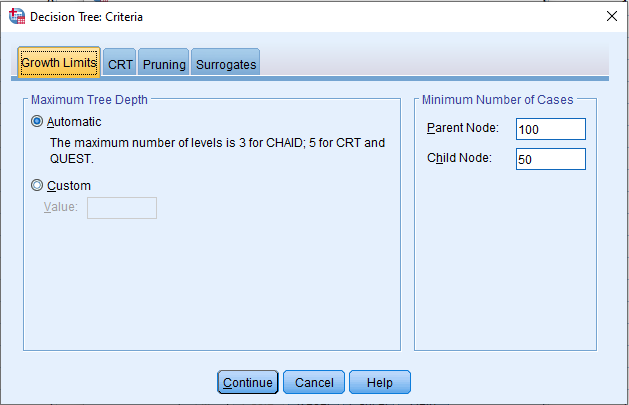 Decision Tree: Criteria
Growth Limits CRT Pruning Surrogates
Maximum Tree Depth
Automatic
The maximum number of levels is 3 for CHAID; 5 for CRT and
QUEST.
Custom
Value:
Minimum Number of Cases
Parent Node: 100
Child Node: 50
Continue Cancel Help